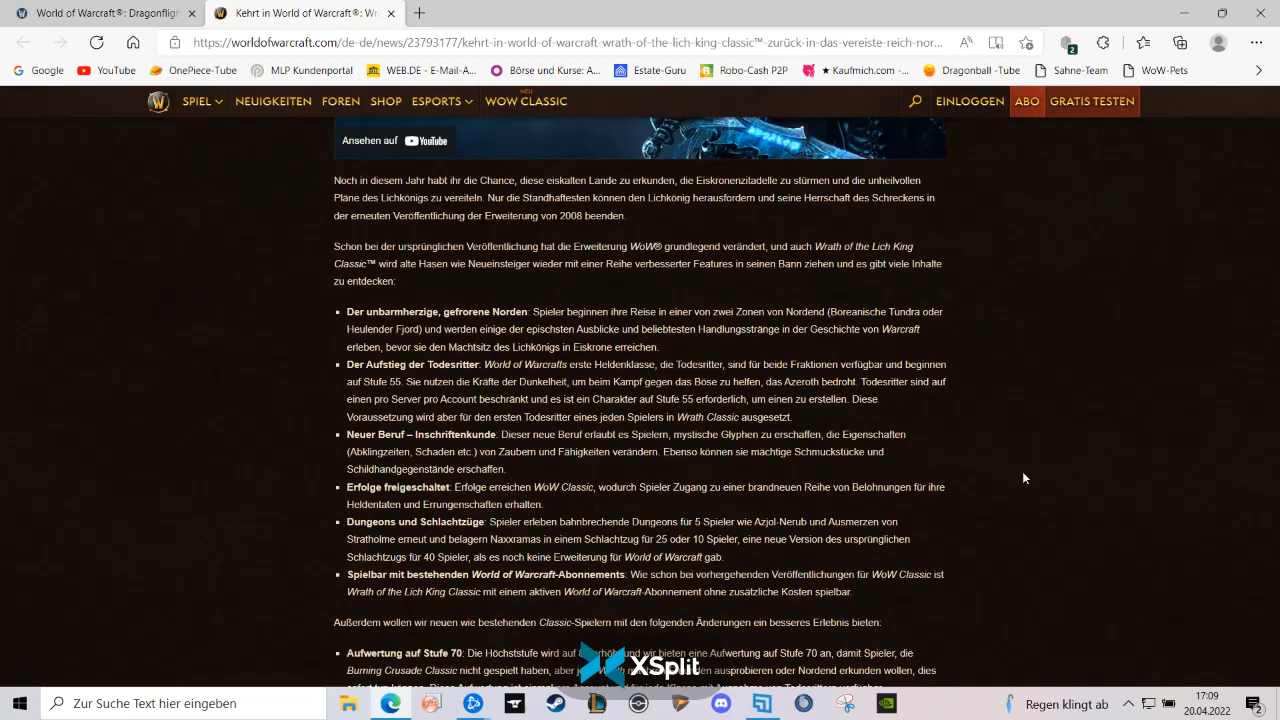 World of Warcraft®: Dragonfligh
Kehrt in World of Warcraft®: Wr
https://worldofwarcraft.com/de-de/news/23793177/kehrt-in-world-of-warcraft-wrath-of-the-lich-king-classic™-zurück-in-das-vereiste-reich-nor...
2
Google YouTube OnePiece-Tube MLP Kundenportal WEB.DE - E-Mail-A... Börse und Kurse: A... Estate-Guru Robo-Cash P2P ★ Kaufmich.com -... Dragonball -Tube Sahne-Team WoW-Pets
NEU
SPIEL NEUIGKEITEN FOREN SHOP ESPORTS WOW CLASSIC EINLOGGEN ABO GRATIS TESTEN
Ansehen auf YouTube
Noch in diesem Jahr habt ihr die Chance, diese eiskalten Lande zu erkunden, die Eiskronenzitadelle zu stürmen und die unheilvollen
Pläne des Lichkönigs zu vereiteln. Nur die Standhaftesten können den Lichkönig herausfordern und seine Herrschaft des Schreckens in
der erneuten Veröffentlichung der Erweiterung von 2008 beenden.
Schon bei der ursprünglichen Veröffentlichung hat die Erweiterung WoW® grundlegend verändert, und auch Wrath of the Lich King
Classic™ wird alte Hasen wie Neueinsteiger wieder mit einer Reihe verbesserter Features in seinen Bann ziehen und es gibt viele Inhalte
zu entdecken:
▪ Der unbarmherzige, gefrorene Norden: Spieler beginnen ihre Reise in einer von zwei Zonen von Nordend (Boreanische Tundra oder
Heulender Fjord) und werden einige der epischsten Ausblicke und beliebtesten Handlungsstränge in der Geschichte von Warcraft
erleben, bevor sie den Machtsitz des Lichkönigs in Eiskrone erreichen.
▪ Der Aufstieg der Todesritter: World of Warcrafts erste Heldenklasse, die Todesritter, sind für beide Fraktionen verfügbar und beginnen
auf Stufe 55. Sie nutzen die Kräfte der Dunkelheit, um beim Kampf gegen das Böse zu helfen, das Azeroth bedroht. Todesritter sind auf
einen pro Server pro Account beschränkt und es ist ein Charakter auf Stufe 55 erforderlich, um einen zu erstellen. Diese
Voraussetzung wird aber für den ersten Todesritter eines jeden Spielers in Wrath Classic ausgesetzt.
▪ Neuer Beruf – Inschriftenkunde: Dieser neue Beruf erlaubt es Spielern, mystische Glyphen zu erschaffen, die Eigenschaften
(Abklingzeiten, Schaden etc.) von Zaubern und Fähigkeiten verändern. Ebenso können sie mächtige Schmuckstücke und
Schildhandgegenstände erschaffen.
▪ Erfolge freigeschaltet: Erfolge erreichen WoW Classic, wodurch Spieler Zugang zu einer brandneuen Reihe von Belohnungen für ihre
Heldentaten und Errungenschaften erhalten.
▪ Dungeons und Schlachtzüge: Spieler erleben bahnbrechende Dungeons für 5 Spieler wie Azjol-Nerub und Ausmerzen von
Stratholme erneut und belagern Naxxramas in einem Schlachtzug für 25 oder 10 Spieler, eine neue Version des ursprünglichen
Schlachtzugs für 40 Spieler, als es noch keine Erweiterung für World of Warcraft gab.
▪ Spielbar mit bestehenden World of Warcraft-Abonnements: Wie schon bei vorhergehenden Veröffentlichungen für WoW Classic ist
Wrath of the Lich King Classic mit einem aktiven World of Warcraft-Abonnement ohne zusätzliche Kosten spielbar.
Außerdem wollen wir neuen wie bestehenden Classic-Spielern mit den folgenden Änderungen ein besseres Erlebnis bieten:
▪ Aufwertung auf Stufe 70: Die Höchststufe wird auf und wir bieten eine Aufwertung auf Stufe 70 an, damit Spieler, die
Burning Crusade Classic nicht gespielt haben, aber ausprobieren oder Nordend erkunden wollen, dies
XSplit
Zur Suche Text hier eingeben
Regen klingt ab
17:09
20.04.2022
2